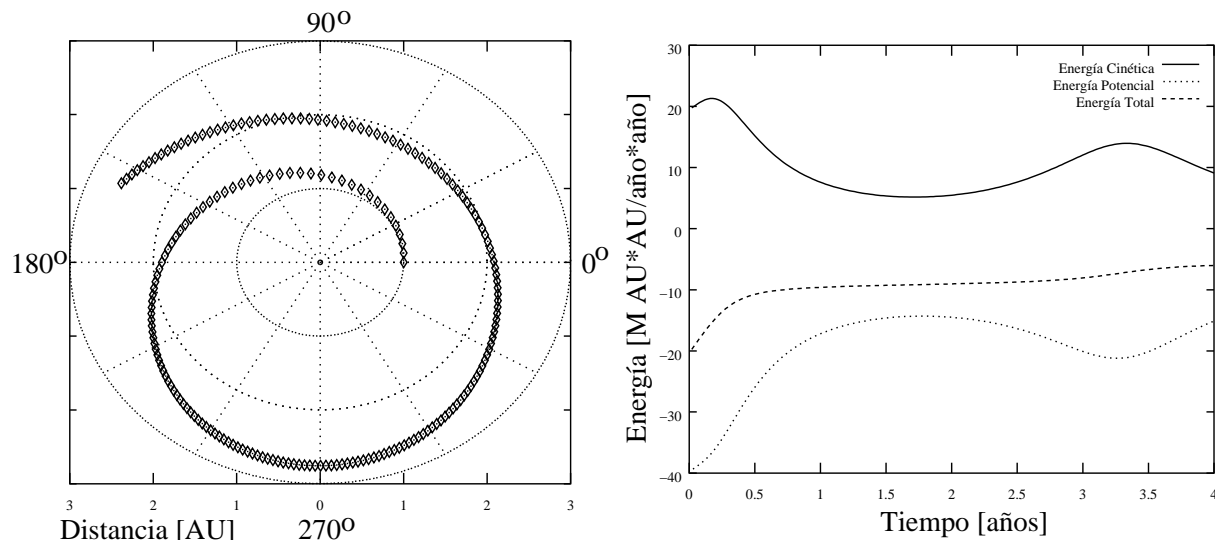 90º
180º
0º
3 2 1 0 1 2 3
Distancia [AU]
270º
Energía [M AU*AU/año*año]
30
20
10
0
−10
−20
−30
−40
Energía Cinética
Energía Potencial
Energía Total
0 0.5 1 1.5 2 2.5 3 3.5 4
Tiempo [años]